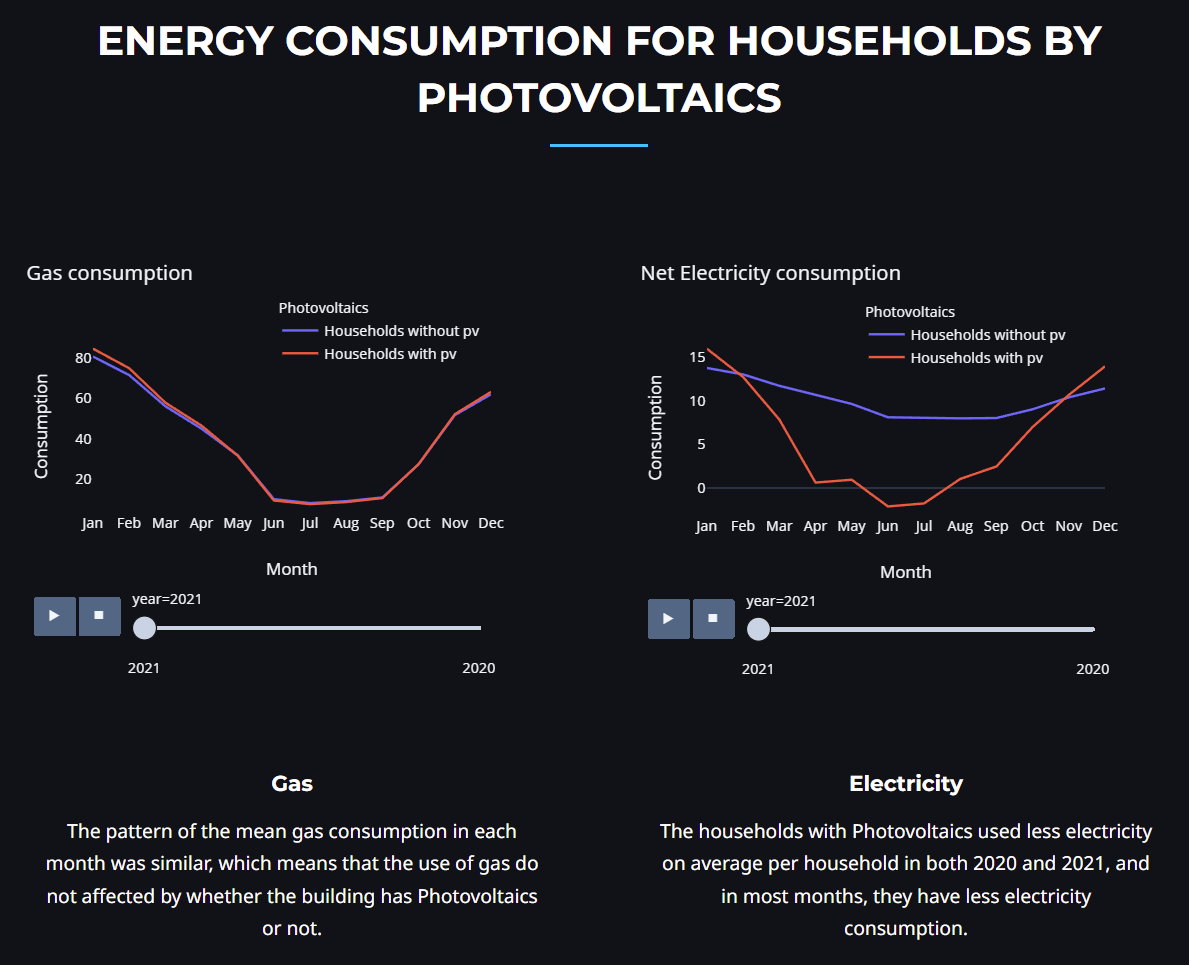 ENERGY CONSUMPTION FOR HOUSEHOLDS BY
PHOTOVOLTAICS
Gas consumption
Photovoltaics
Households without pv
Households with pv
Consumption
80
60
40
20
Jan Feb Mar Apr May Jun Jul Aug Sep Oct Nov Dec
Month
year=2021
2021 2020
Net Electricity consumption
Photovoltaics
Households without pv
Households with pv
Consumption
15
10
5
0
Jan Feb Mar Apr May Jun Jul Aug Sep Oct Nov Dec
Month
year=2021
2021 2020
Gas
The pattern of the mean gas consumption in each
month was similar, which means that the use of gas do
not affected by whether the building has Photovoltaics
or not.
Electricity
The households with Photovoltaics used less electricity
on average per household in both 2020 and 2021, and
in most months, they have less electricity
consumption.